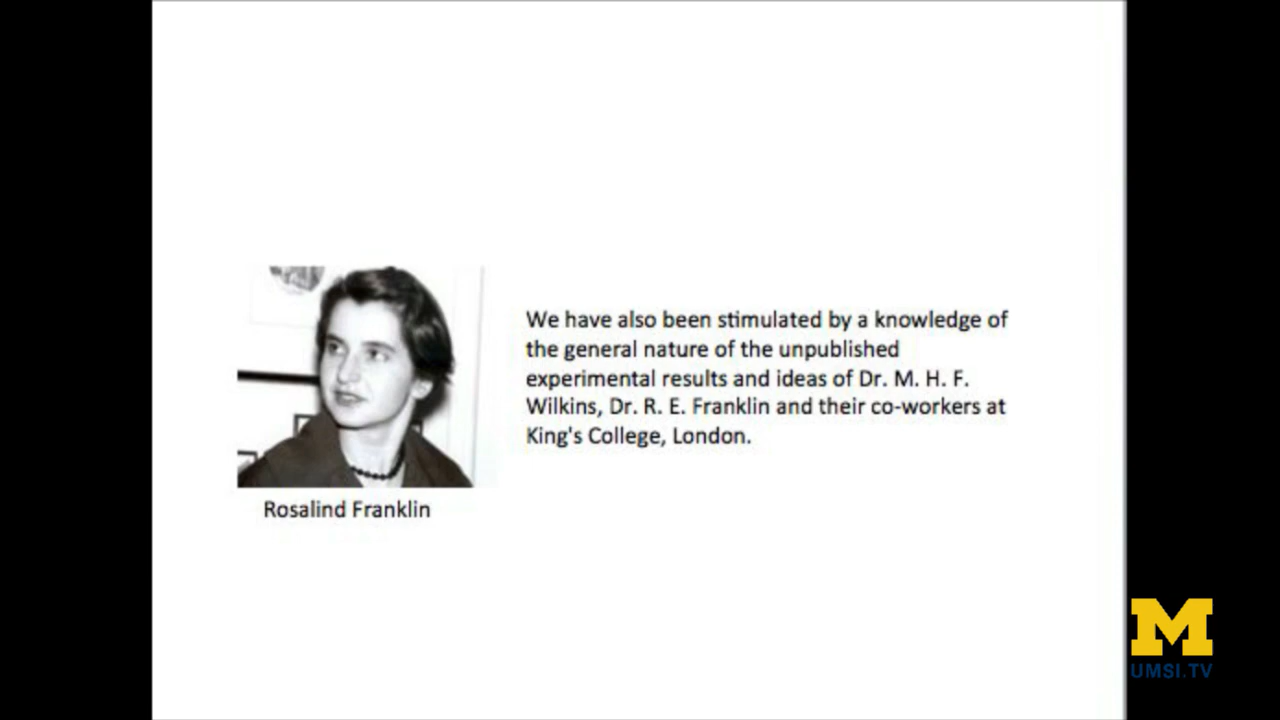 We have also been stimulated by a knowledge of
the general nature of the unpublished
experimental results and ideas of Dr. M. H. F.
Wilkins, Dr. R. E. Franklin and their co-workers at
King's College, London.
Rosalind Franklin
M
UMSI.TV